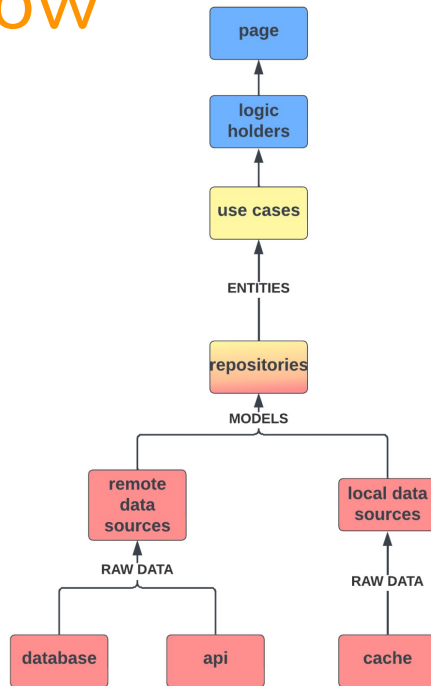 ow
page
logic
holders
use cases
ENTITIES
repositories
MODELS
remote
data
sources
local data
sources
RAW DATA
RAW DATA
database
api
cache